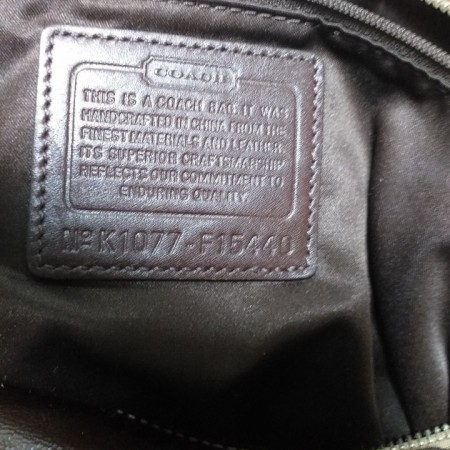 COACH
THIS IS A COACH BAG. IT WAS
HANDCRAFTED IN CHINA FROM THE
FINEST MATERIALS AND LEATHER.
ITS SUPERIOR CRAFTSMANSHIP
REFLECTS OUR COMMITMENT TO
ENDURING QUALITY.
Nº K1077-F15440